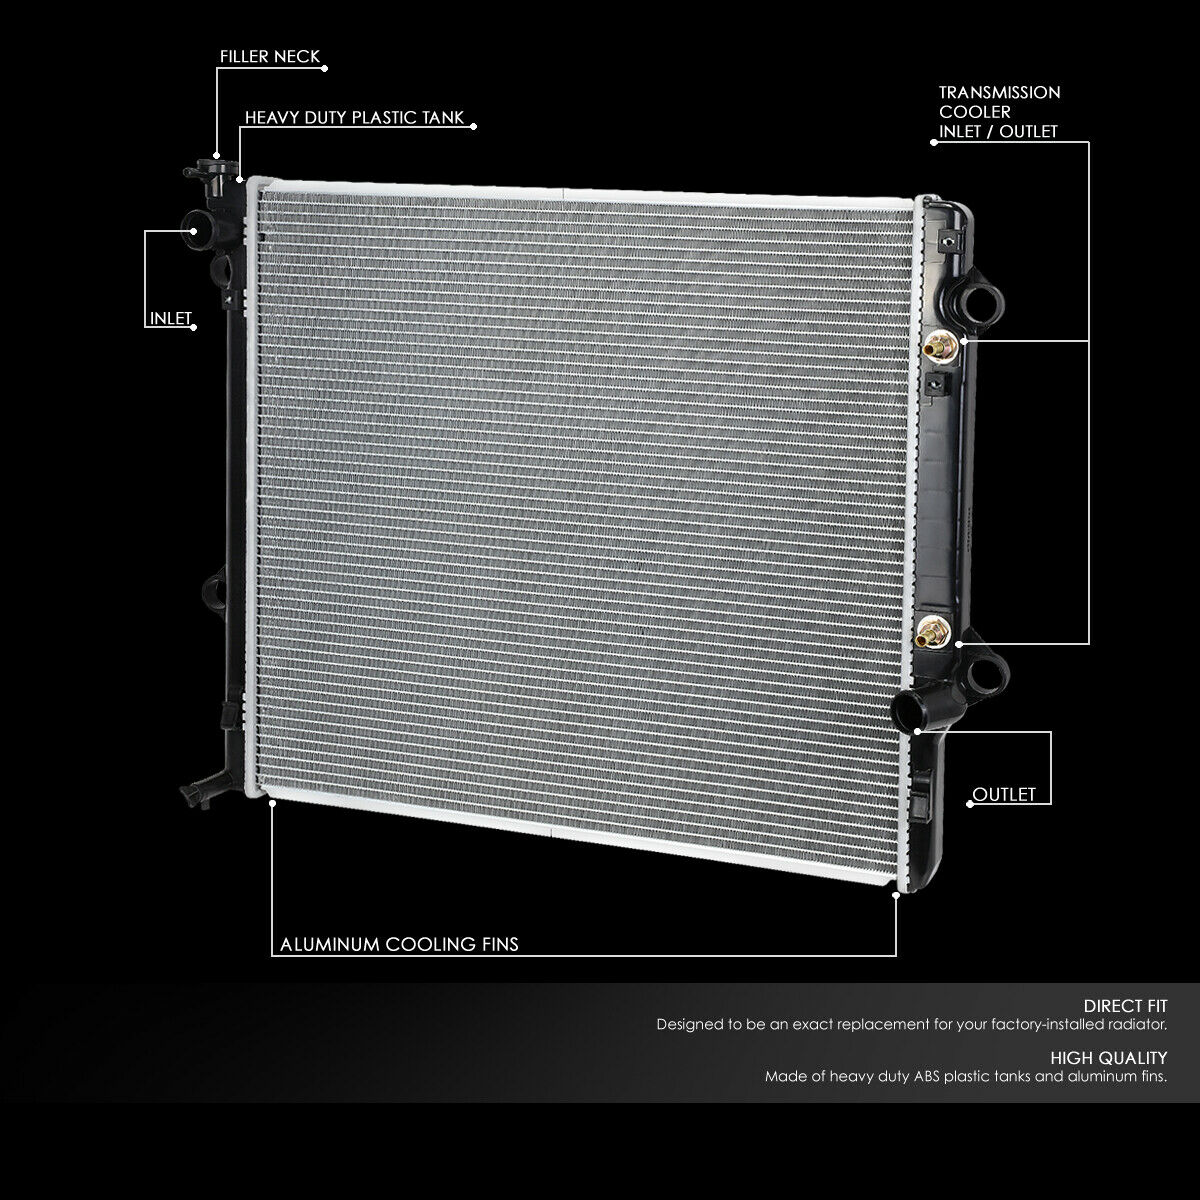 FILLER NECK
HEAVY DUTY PLASTIC TANK
TRANSMISSION
COOLER
INLET / OUTLET
INLET
OUTLET
ALUMINUM COOLING FINS
DIRECT FIT
Designed to be an exact replacement for your factory-installed radiator.
HIGH QUALITY
Made of heavy duty ABS plastic tanks and aluminum fins.